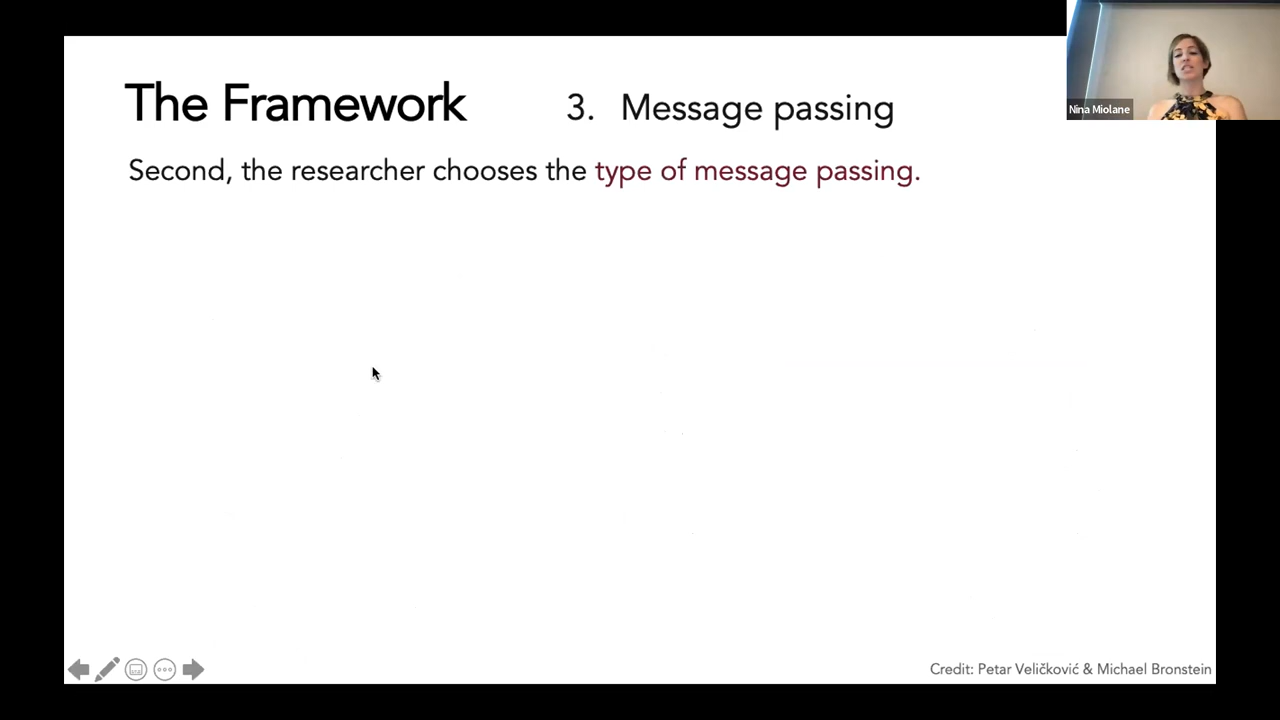 The Framework
3. Message passing
Nina Miolane
Second, the researcher chooses the type of message passing.
Credit: Petar Veličković & Michael Bronstein